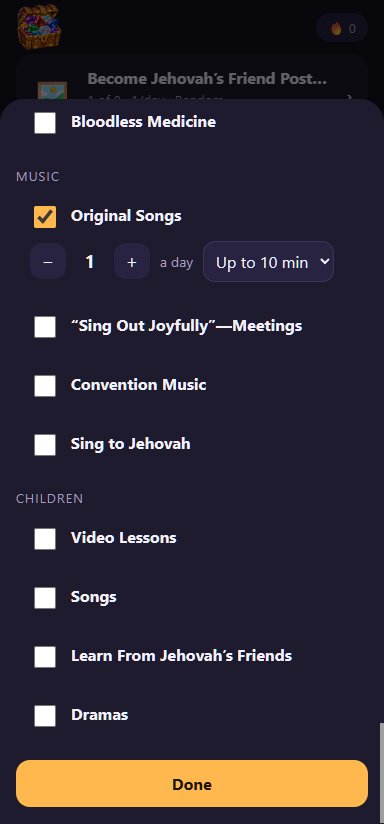 0
Become Jehovah’s Friend Post...
Bloodless Medicine
MUSIC
Original Songs
− 1 + a day Up to 10 min
“Sing Out Joyfully”—Meetings
Convention Music
Sing to Jehovah
CHILDREN
Video Lessons
Songs
Learn From Jehovah’s Friends
Dramas
Done